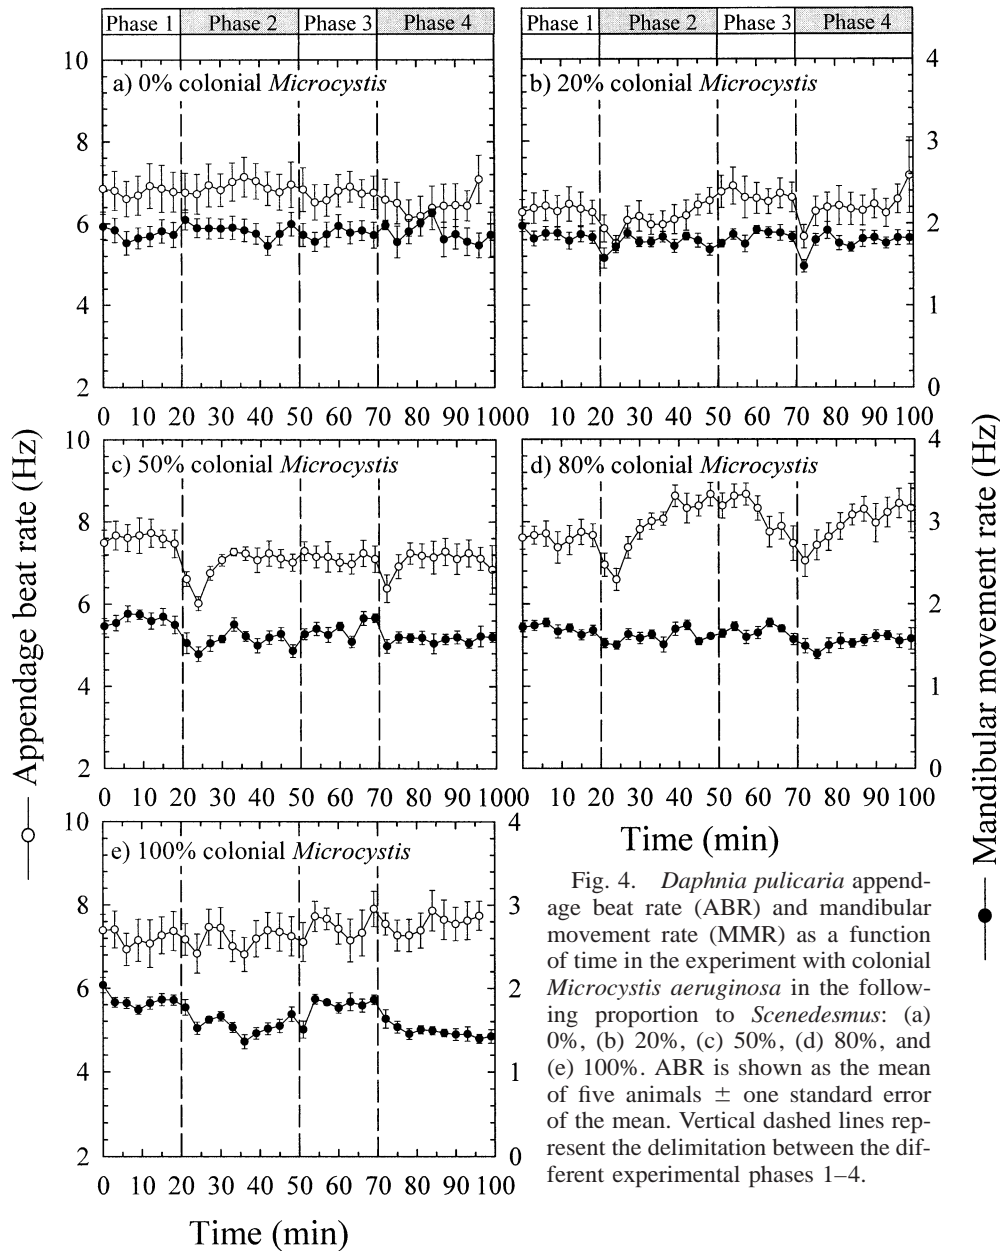 Phase 1 Phase 2 Phase 3 Phase 4 Phase 1 Phase 2 Phase 3 Phase 4
10
8
6
4
2
a) 0% colonial Microcystis
0 10 20 30 40 50 60 70 80 90 100
b) 20% colonial Microcystis
4
3
2
1
0
0 10 20 30 40 50 60 70 80 90 100
10
8
6
4
2
c) 50% colonial Microcystis
0 10 20 30 40 50 60 70 80 90 100
d) 80% colonial Microcystis
4
3
2
1
0
0 10 20 30 40 50 60 70 80 90 100
Time (min)
10
8
6
4
2
e) 100% colonial Microcystis
4
3
2
1
0
0 10 20 30 40 50 60 70 80 90 100
Time (min)
Appendage beat rate (Hz)
Mandibular movement rate (Hz)
Fig. 4. Daphnia pulicaria append-
age beat rate (ABR) and mandibular
movement rate (MMR) as a function
of time in the experiment with colonial
Microcystis aeruginosa in the follow-
ing proportion to Scenedesmus: (a)
0%, (b) 20%, (c) 50%, (d) 80%, and
(e) 100%. ABR is shown as the mean
of five animals ± one standard error
of the mean. Vertical dashed lines rep-
resent the delimitation between the dif-
ferent experimental phases 1–4.